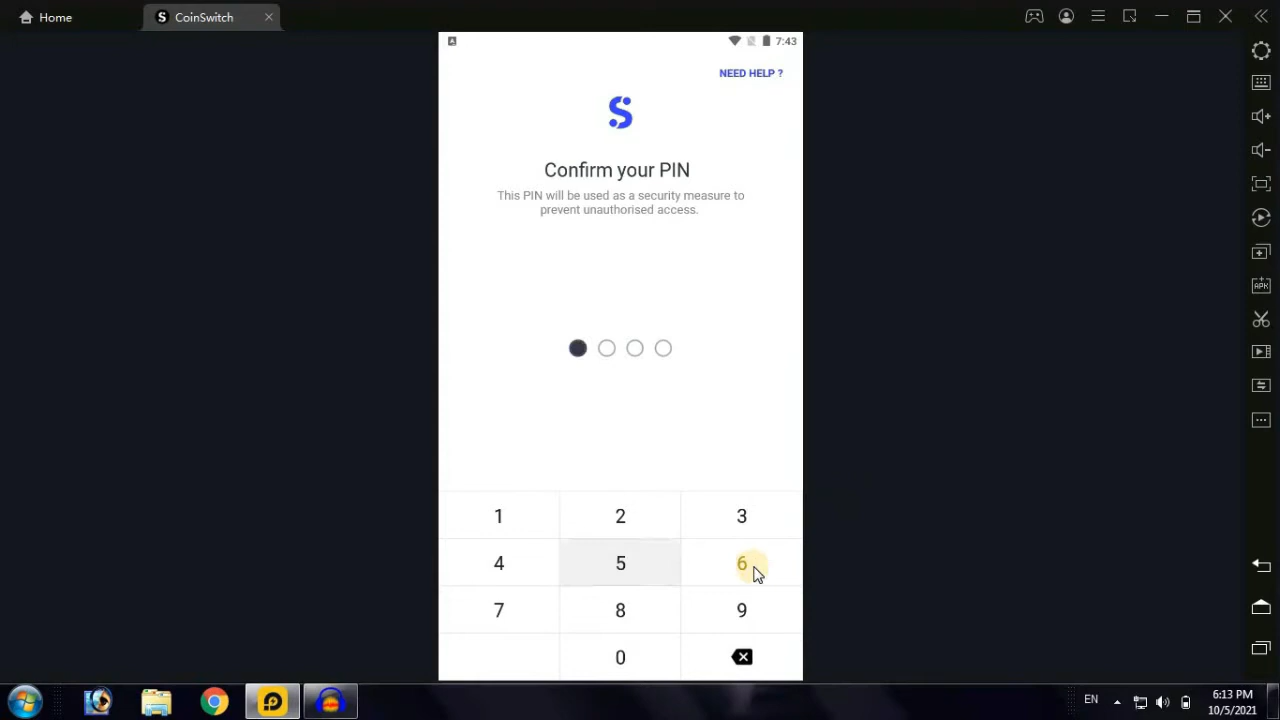 Home
CoinSwitch
7:43
NEED HELP ?
Confirm your PIN
This PIN will be used as a security measure to
prevent unauthorised access.
1 2 3
4 5 6
7 8 9
0
APK
EN
6:13 PM
10/5/2021